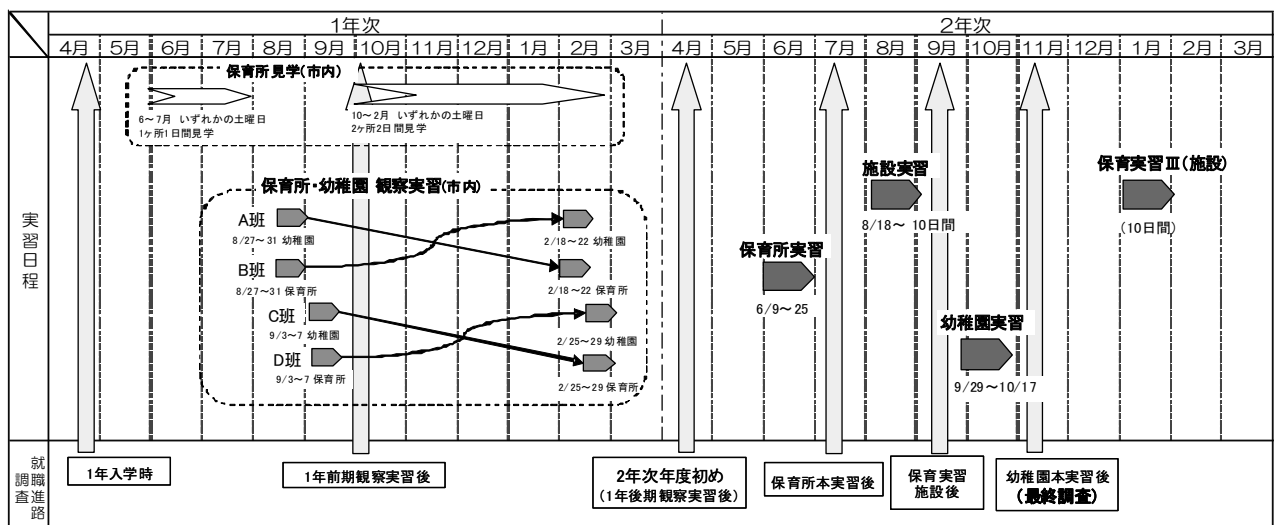 1年次
2年次
4月 5月 6月 7月 8月 9月 10月 11月 12月 1月 2月 3月 4月 5月 6月 7月 8月 9月 10月 11月 12月 1月 2月 3月
実習日程
保育所見学(市内)
6～7月 いずれかの土曜日
1ヶ所1日間見学
10～2月 いずれかの土曜日
2ヶ所2日間見学
保育所・幼稚園 観察実習(市内)
A班
8/27～31 幼稚園
2/18～22 幼稚園
B班
8/27～31 保育所
2/18～22 保育所
C班
9/3～7 幼稚園
2/25～29 幼稚園
D班
9/3～7 保育所
2/25～29 保育所
保育所実習
6/9～25
施設実習
8/18～ 10日間
幼稚園実習
9/29～10/17
保育実習Ⅲ(施設)
(10日間)
就職進路調査
1年入学時
1年前期観察実習後
2年次年度初め
(1年後期観察実習後)
保育所本実習後
保育実習
施設後
幼稚園本実習後
(最終調査)